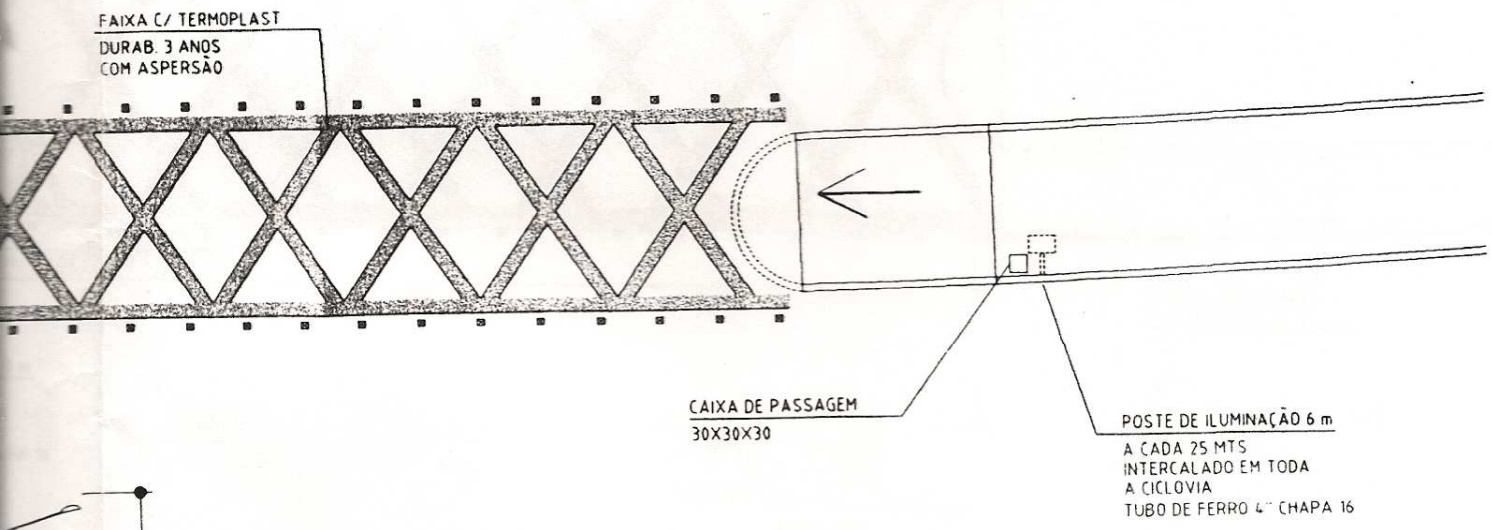 FAIXA C/ TERMOPLAST
DURAB. 3 ANOS
COM ASPERSÃO
CAIXA DE PASSAGEM
30X30X30
POSTE DE ILUMINAÇÃO 6 m
A CADA 25 MTS
INTERCALADO EM TODA
A CICLOVIA
TUBO DE FERRO 4" CHAPA 16